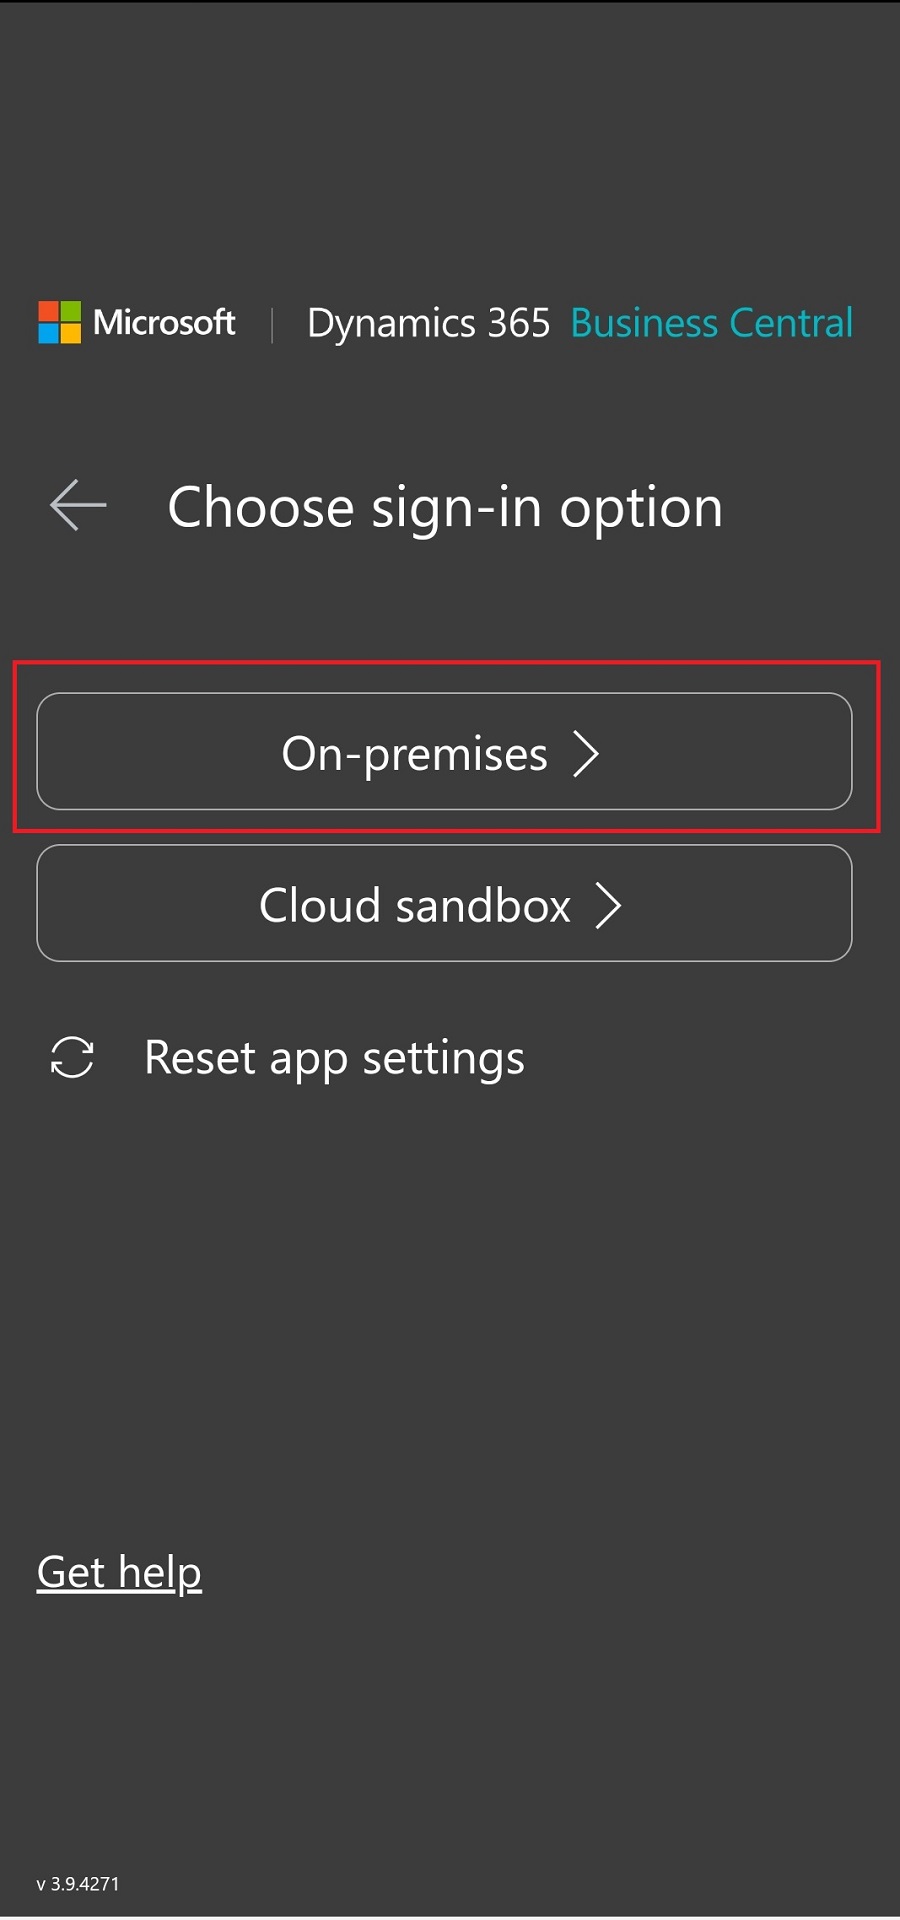 Microsoft | Dynamics 365 Business Central
Choose sign-in option
On-premises
Cloud sandbox
Reset app settings
Get help
v 3.9.4271